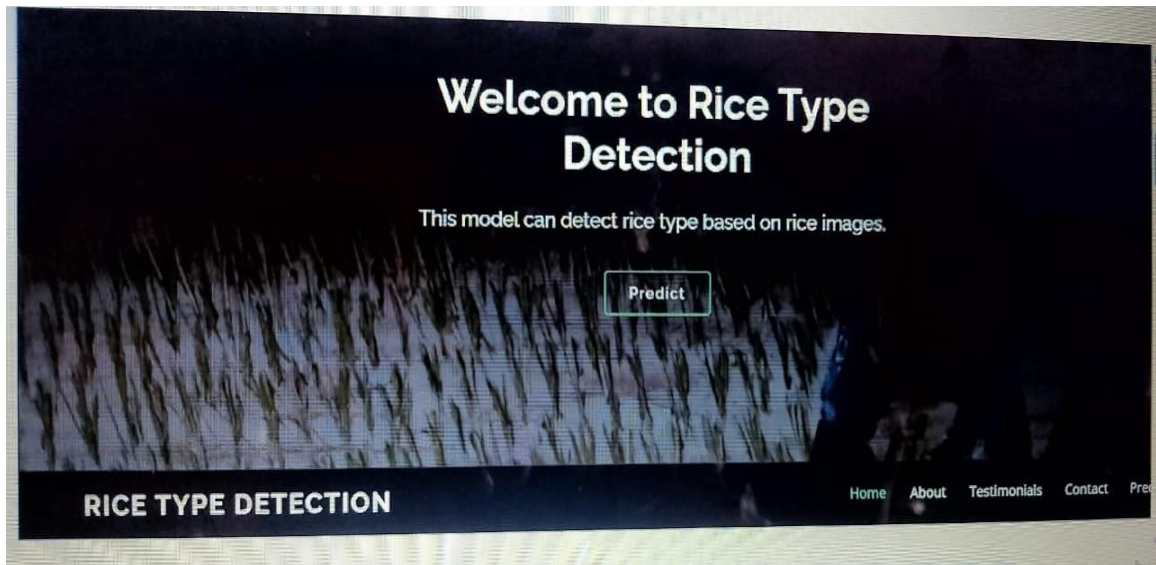 Welcome to Rice Type
Detection
This model can detect rice type based on rice images.
Predict
RICE TYPE DETECTION
Home About Testimonials Contact